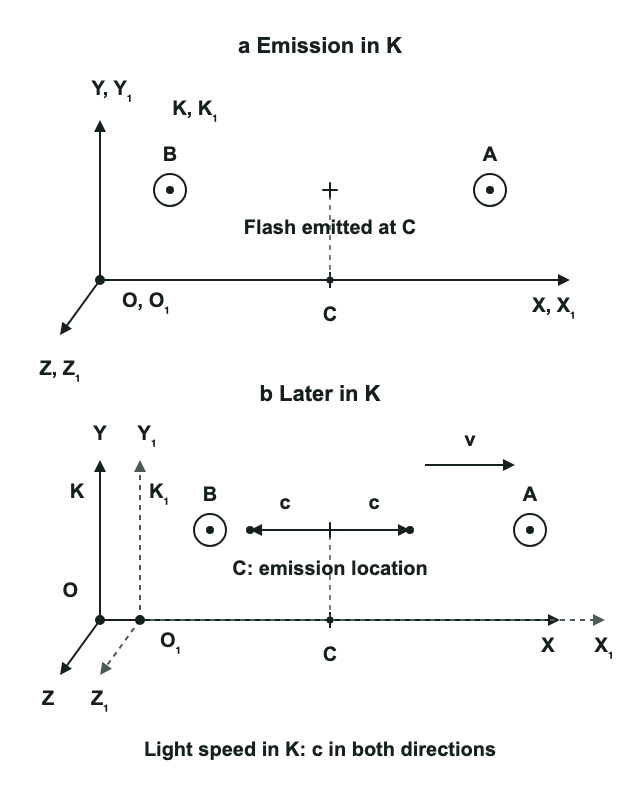 a Emission in K
Y, Y₁
K, K₁
B
A
Flash emitted at C
O, O₁
C
X, X₁
Z, Z₁
b Later in K
Y
Y₁
v
K
K₁
B
c
c
A
C: emission location
O
O₁
C
X
X₁
Z
Z₁
Light speed in K: c in both directions